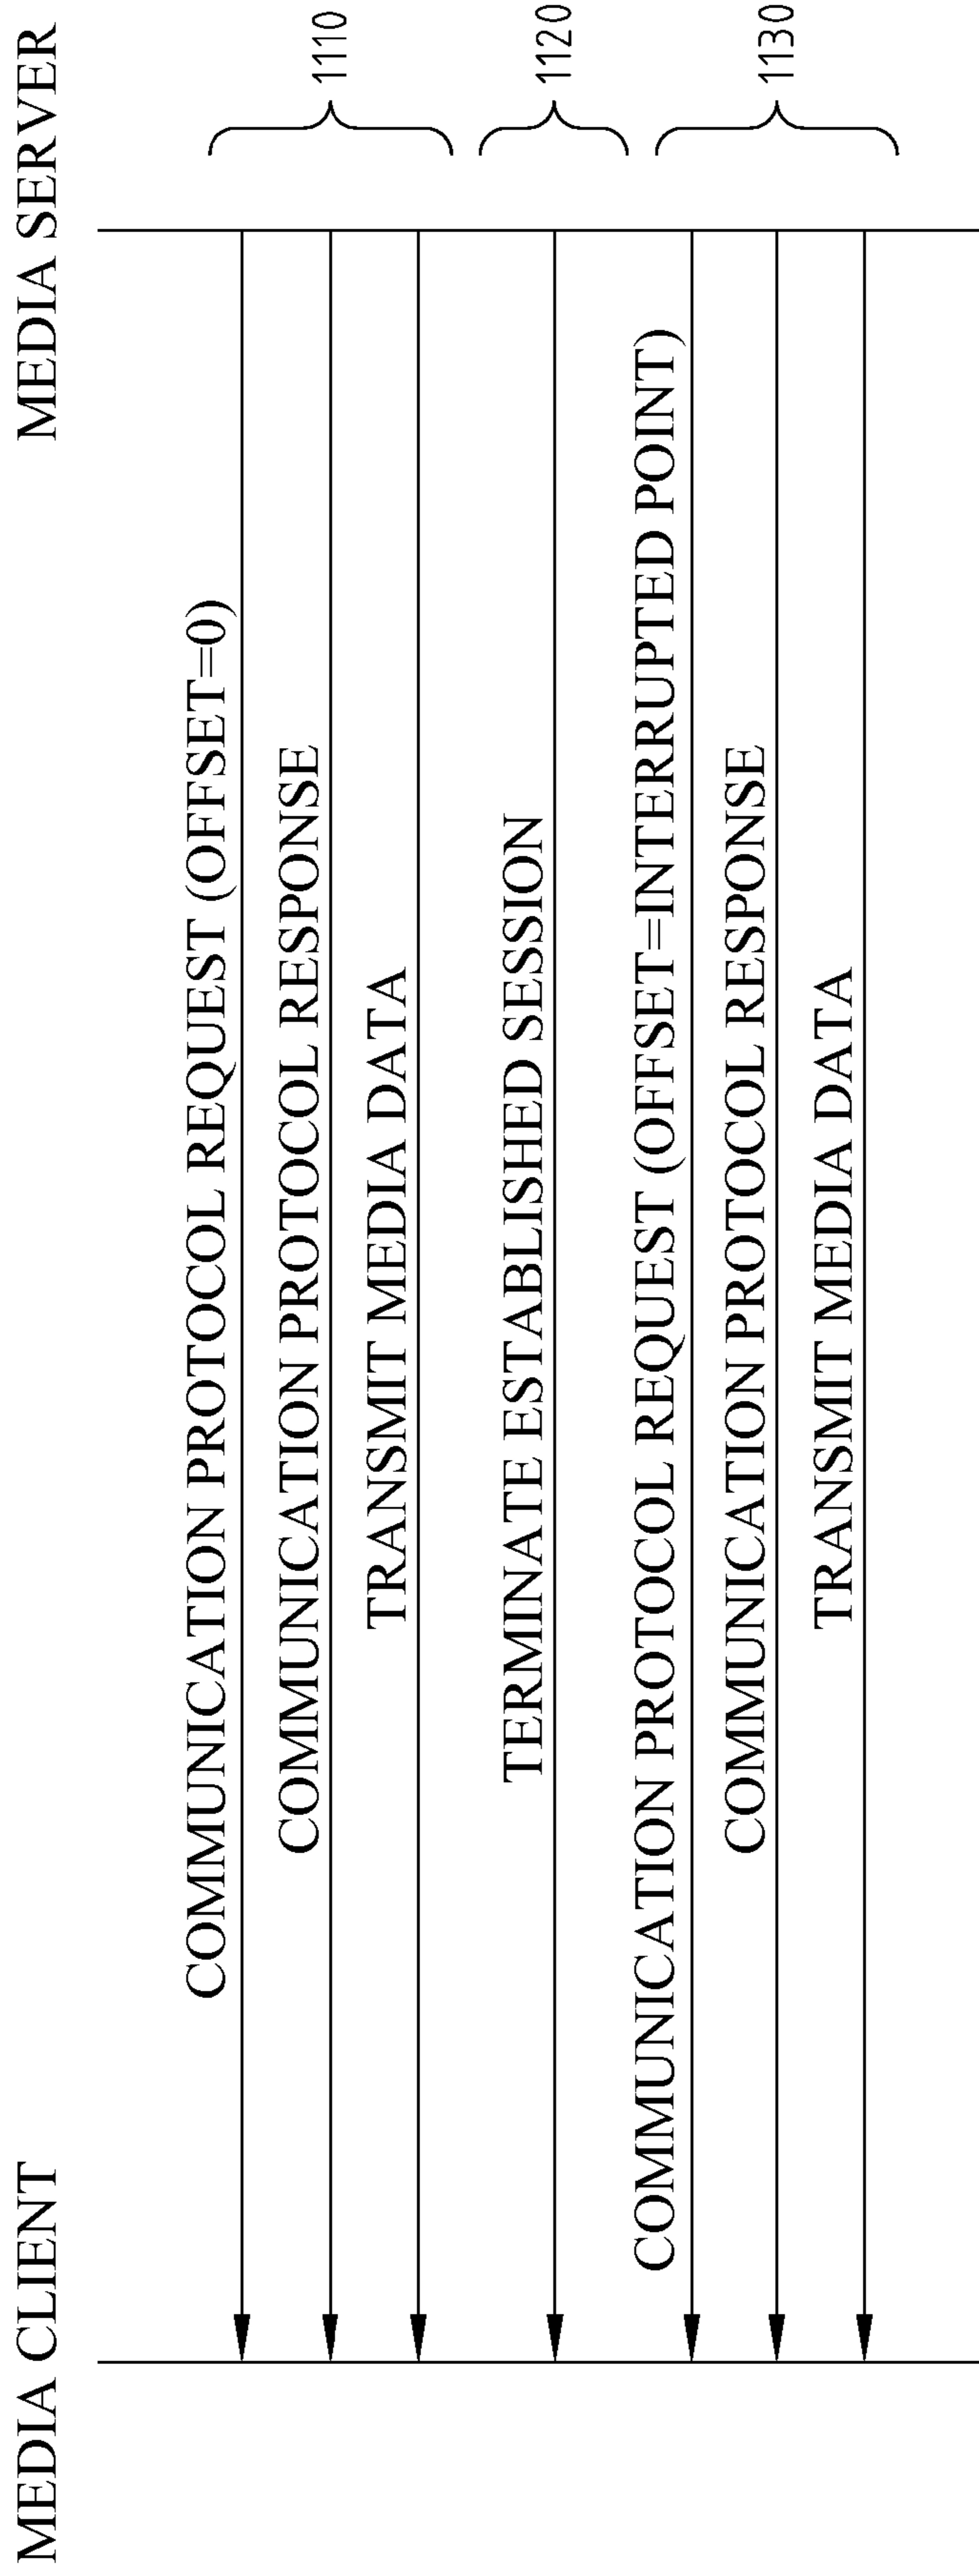 MEDIA CLIENT
MEDIA SERVER
COMMUNICATION PROTOCOL REQUEST (OFFSET=0)
COMMUNICATION PROTOCOL RESPONSE
1110
TRANSMIT MEDIA DATA
TERMINATE ESTABLISHED SESSION
1120
COMMUNICATION PROTOCOL REQUEST (OFFSET=INTERRUPTED POINT)
COMMUNICATION PROTOCOL RESPONSE
1130
TRANSMIT MEDIA DATA